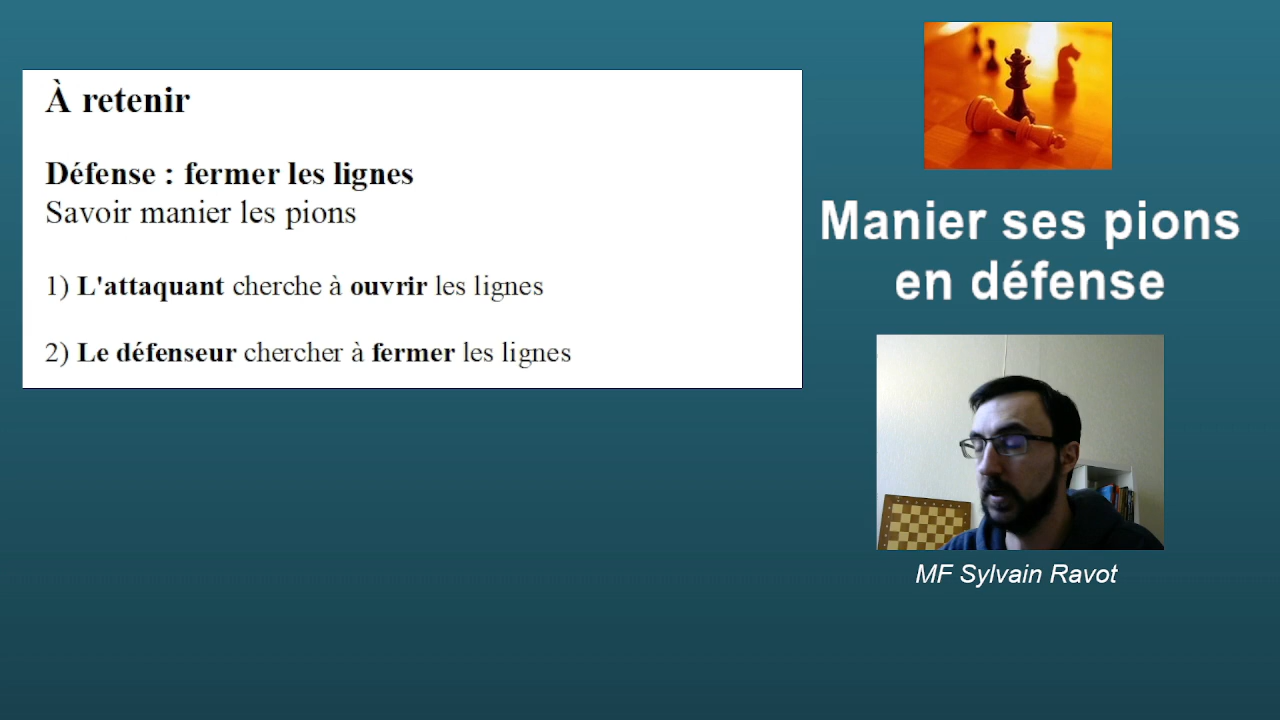 À retenir
Défense : fermer les lignes
Savoir manier les pions
1) L'attaquant cherche à ouvrir les lignes
2) Le défenseur chercher à fermer les lignes
Manier ses pions
en défense
MF Sylvain Ravot